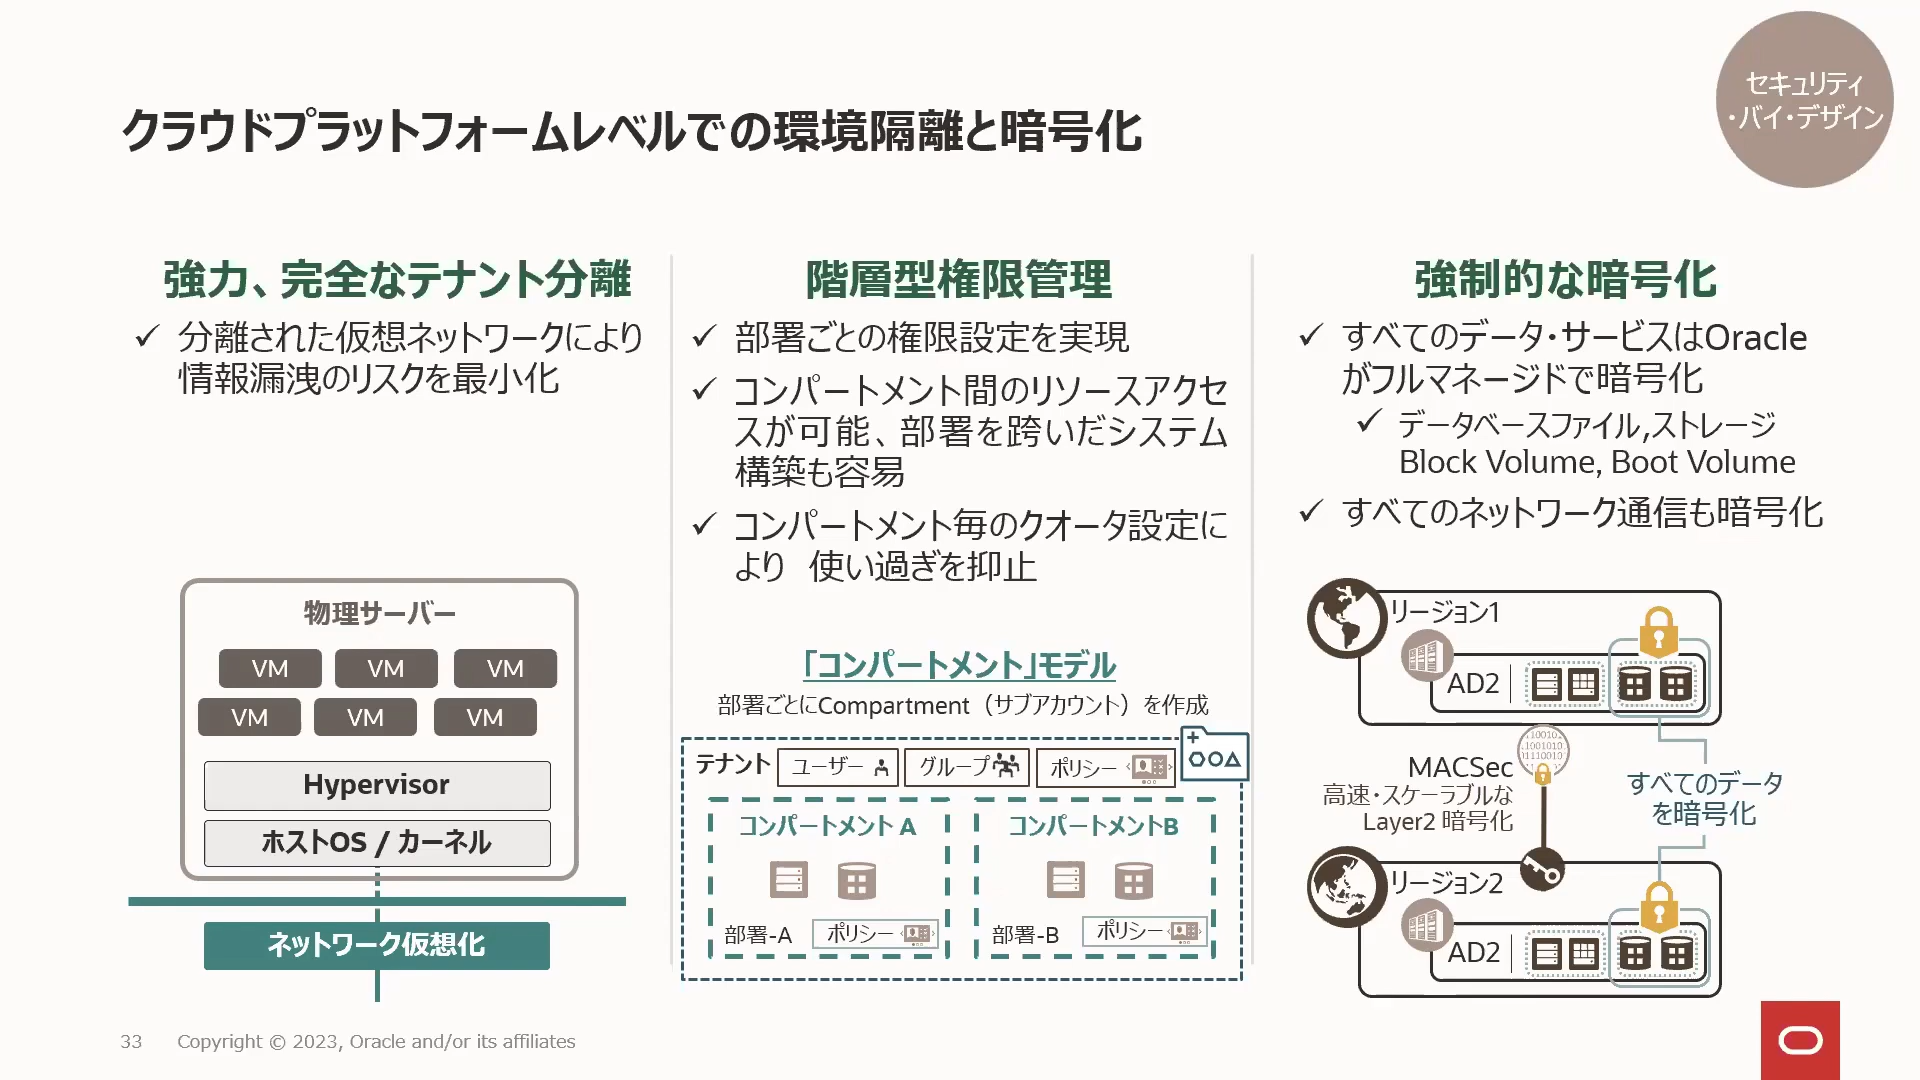 セキュリティ
・バイ・デザイン
クラウドプラットフォームレベルでの環境隔離と暗号化
強力、完全なテナント分離
✓ 分離された仮想ネットワークにより
情報漏洩のリスクを最小化
物理サーバー
VM VM VM
VM VM VM
Hypervisor
ホストOS / カーネル
ネットワーク仮想化
階層型権限管理
✓ 部署ごとの権限設定を実現
✓ コンパートメント間のリソースアクセ
スが可能、部署を跨いだシステム
構築も容易
✓ コンパートメント毎のクオータ設定に
より 使い過ぎを抑止
「コンパートメント」モデル
部署ごとにCompartment（サブアカウント）を作成
テナント ユーザー グループ ポリシー
コンパートメント A コンパートメントB
部署-A ポリシー 部署-B ポリシー
強制的な暗号化
✓ すべてのデータ・サービスはOracle
がフルマネージドで暗号化
✓ データベースファイル,ストレージ
Block Volume, Boot Volume
✓ すべてのネットワーク通信も暗号化
リージョン1
AD2
MACSec
高速・スケーラブルな
Layer2 暗号化
すべてのデータ
を暗号化
リージョン2
AD2
33 Copyright © 2023, Oracle and/or its affiliates